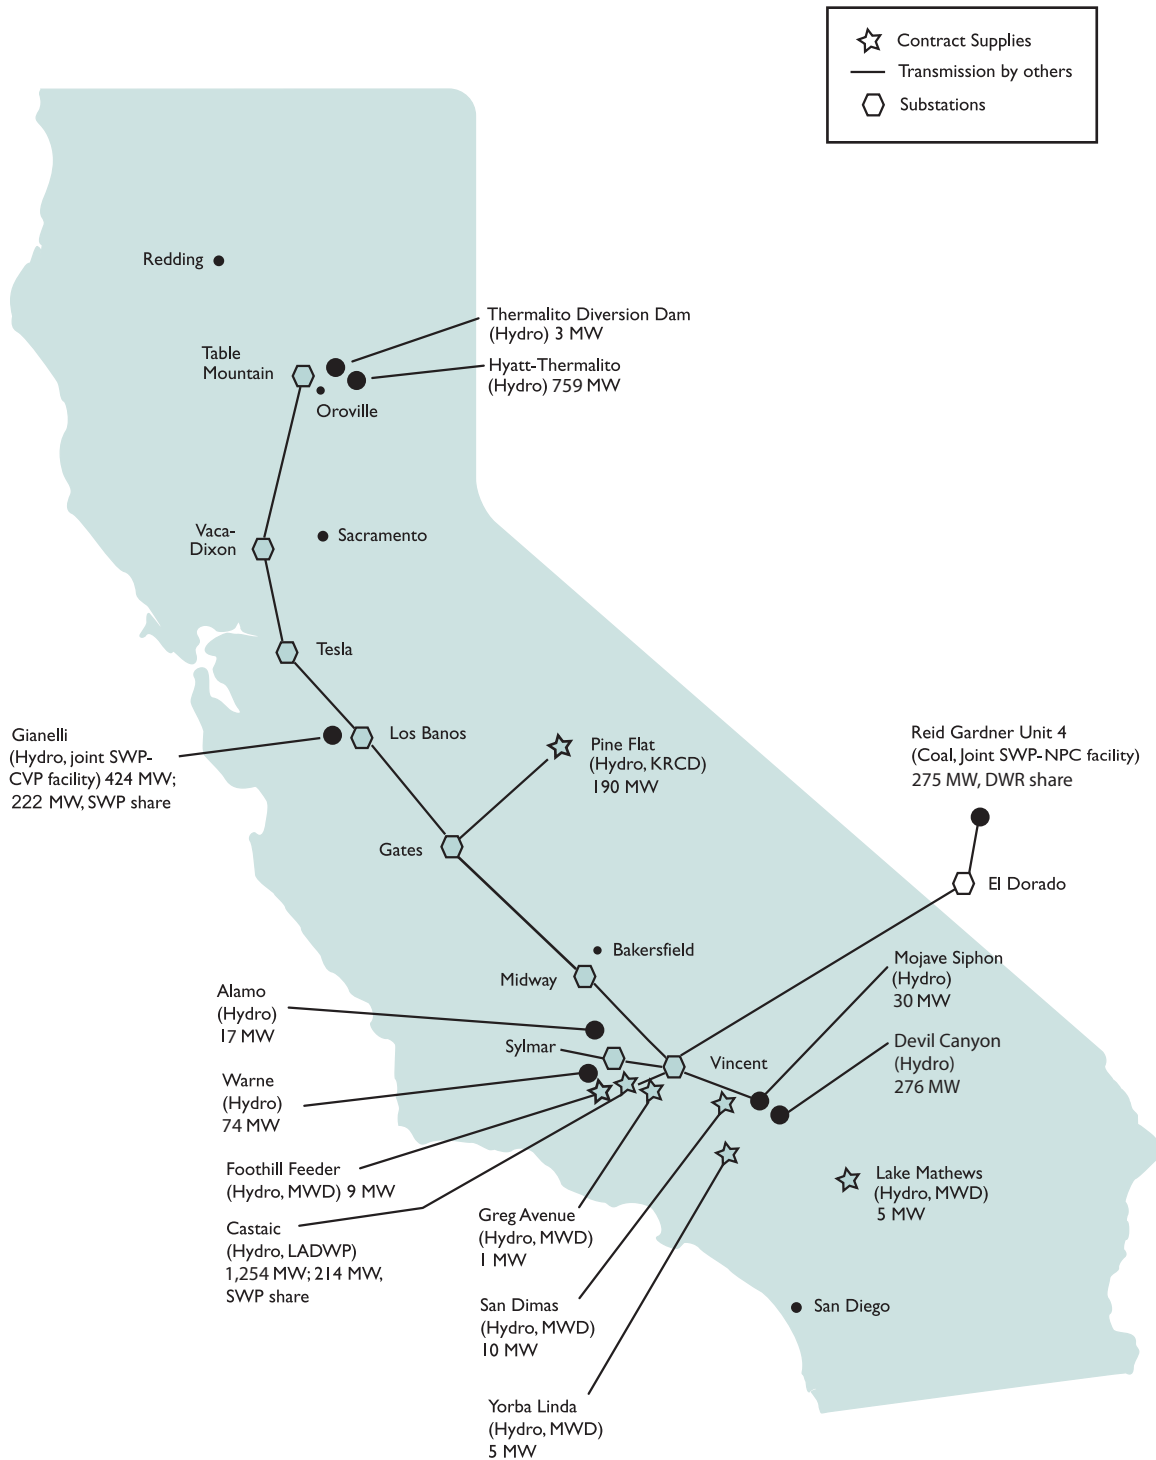 Contract Supplies
Transmission by others
Substations
Redding
Thermalito Diversion Dam
(Hydro) 3 MW
Table
Mountain
Hyatt-Thermalito
(Hydro) 759 MW
Oroville
Vaca-
Dixon
Sacramento
Tesla
Gianelli
(Hydro, joint SWP-
CVP facility) 424 MW;
222 MW, SWP share
Los Banos
Pine Flat
(Hydro, KRCD)
190 MW
Reid Gardner Unit 4
(Coal, Joint SWP-NPC facility)
275 MW, DWR share
Gates
El Dorado
Bakersfield
Midway
Mojave Siphon
(Hydro)
30 MW
Alamo
(Hydro)
17 MW
Sylmar
Vincent
Devil Canyon
(Hydro)
276 MW
Warne
(Hydro)
74 MW
Foothill Feeder
(Hydro, MWD) 9 MW
Lake Mathews
(Hydro, MWD)
5 MW
Castaic
(Hydro, LADWP)
1,254 MW; 214 MW,
SWP share
Greg Avenue
(Hydro, MWD)
1 MW
San Dimas
(Hydro, MWD)
10 MW
San Diego
Yorba Linda
(Hydro, MWD)
5 MW